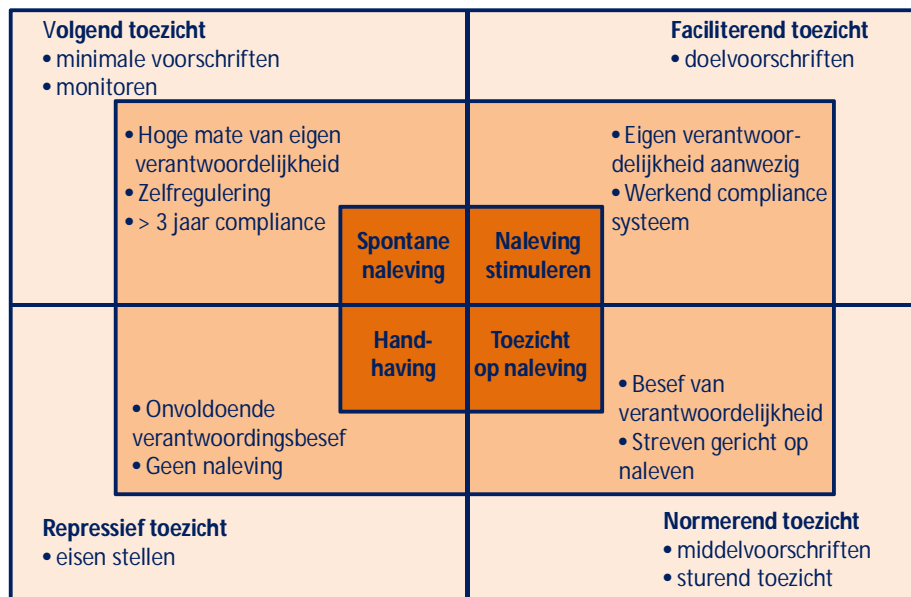 Volgend toezicht
• minimale voorschriften
• monitoren
Faciliterend toezicht
• doelvoorschriften
• Hoge mate van eigen
verantwoordelijkheid
• Zelfregulering
• > 3 jaar compliance
• Eigen verantwoor-
delijkheid aanwezig
• Werkend compliance
systeem
Spontane
naleving
Naleving
stimuleren
Hand-
having
Toezicht
op naleving
• Onvoldoende
verantwoordingsbesef
• Geen naleving
• Besef van
verantwoordelijkheid
• Streven gericht op
naleven
Repressief toezicht
• eisen stellen
Normerend toezicht
• middelvoorschriften
• sturend toezicht